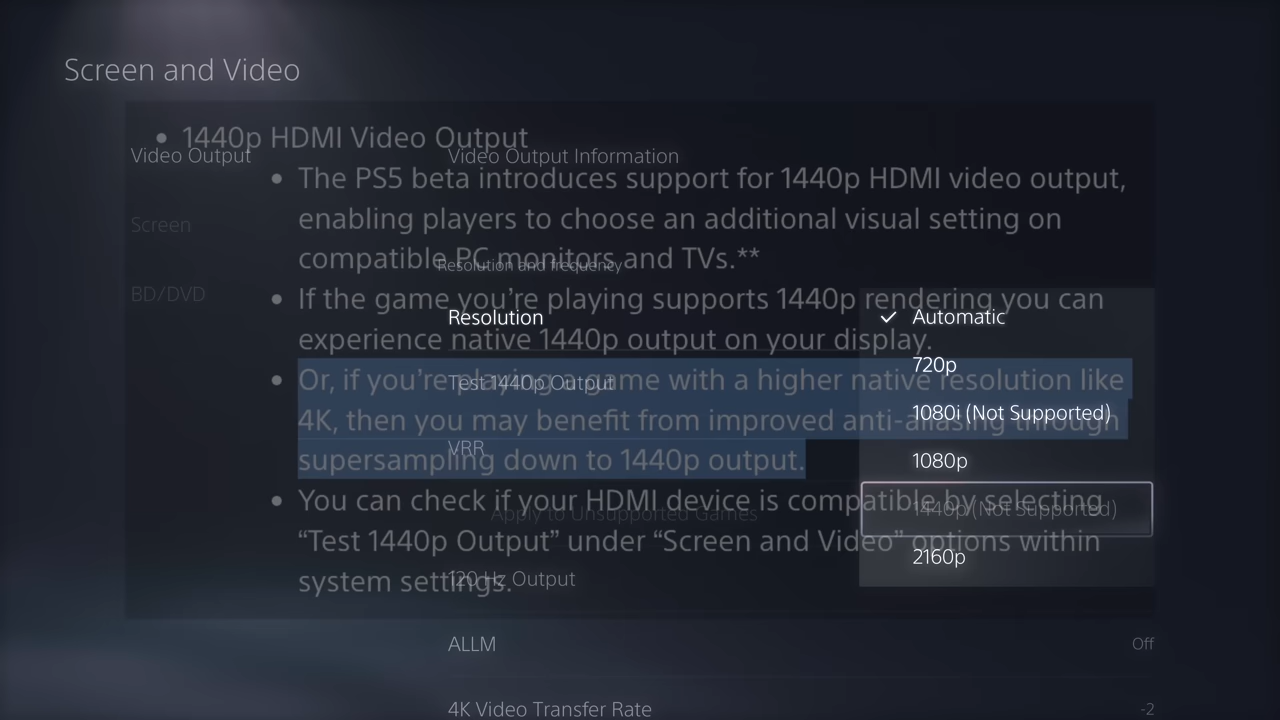 Screen and Video
• 1440p HDMI Video Output
Video Output
Video Output Information
• The PS5 beta introduces support for 1440p HDMI video output,
enabling players to choose an additional visual setting on
Screen
compatible PC monitors and TVs.**
Resolution and frequency
BD/DVD
• If the game you’re playing supports 1440p rendering you can
Resolution
✓ Automatic
experience native 1440p output on your display.
720p
• Or, if you’re playing a game with a higher native resolution like
Test 1440p Output
1080i (Not Supported)
4K, then you may benefit from improved anti-aliasing through
VRR
1080p
supersampling down to 1440p output.
• You can check if your HDMI device is compatible by selecting
1440p (Not Supported)
Apply to Unsupported Games
“Test 1440p Output” under “Screen and Video” options within
2160p
120 Hz Output
system settings.
ALLM
Off
4K Video Transfer Rate
-2